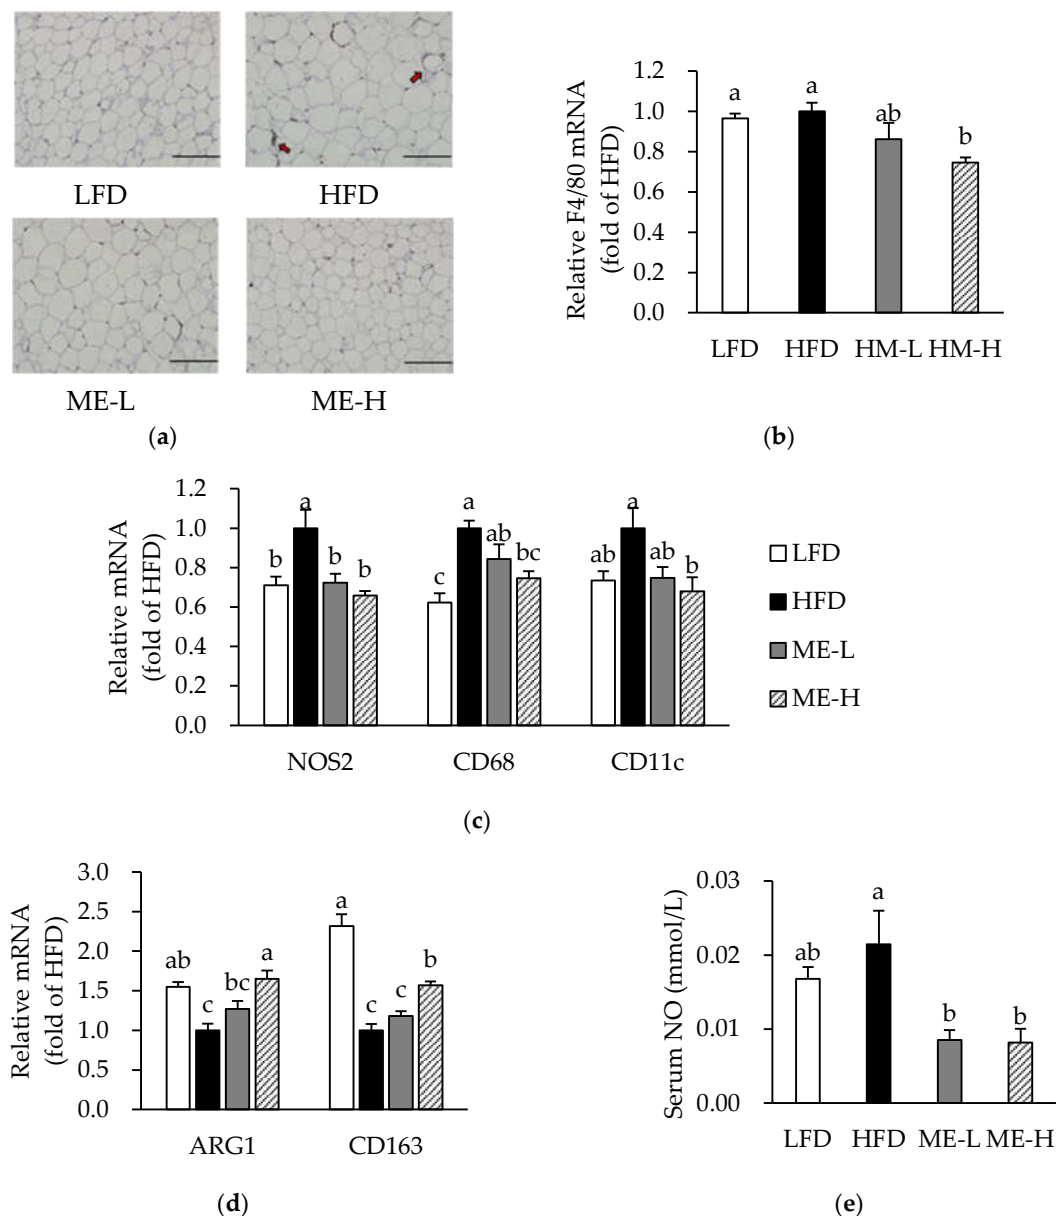 LFD
HFD
ME-L
ME-H
(a)
Relative F4/80 mRNA
(fold of HFD)
1.2
1.0
0.8
0.6
0.4
0.2
0.0
a
a
ab
b
LFD
HFD
HM-L
HM-H
(b)
Relative mRNA
(fold of HFD)
1.2
1.0
0.8
0.6
0.4
0.2
0.0
b
a
b
b
c
a
ab
bc
ab
a
ab
b
NOS2
CD68
CD11c
LFD
HFD
ME-L
ME-H
(c)
Relative mRNA
(fold of HFD)
3.0
2.5
2.0
1.5
1.0
0.5
0.0
ab
c
bc
a
a
c
c
b
ARG1
CD163
(d)
Serum NO (mmol/L)
0.03
0.02
0.01
0.00
ab
a
b
b
LFD
HFD
ME-L
ME-H
(e)